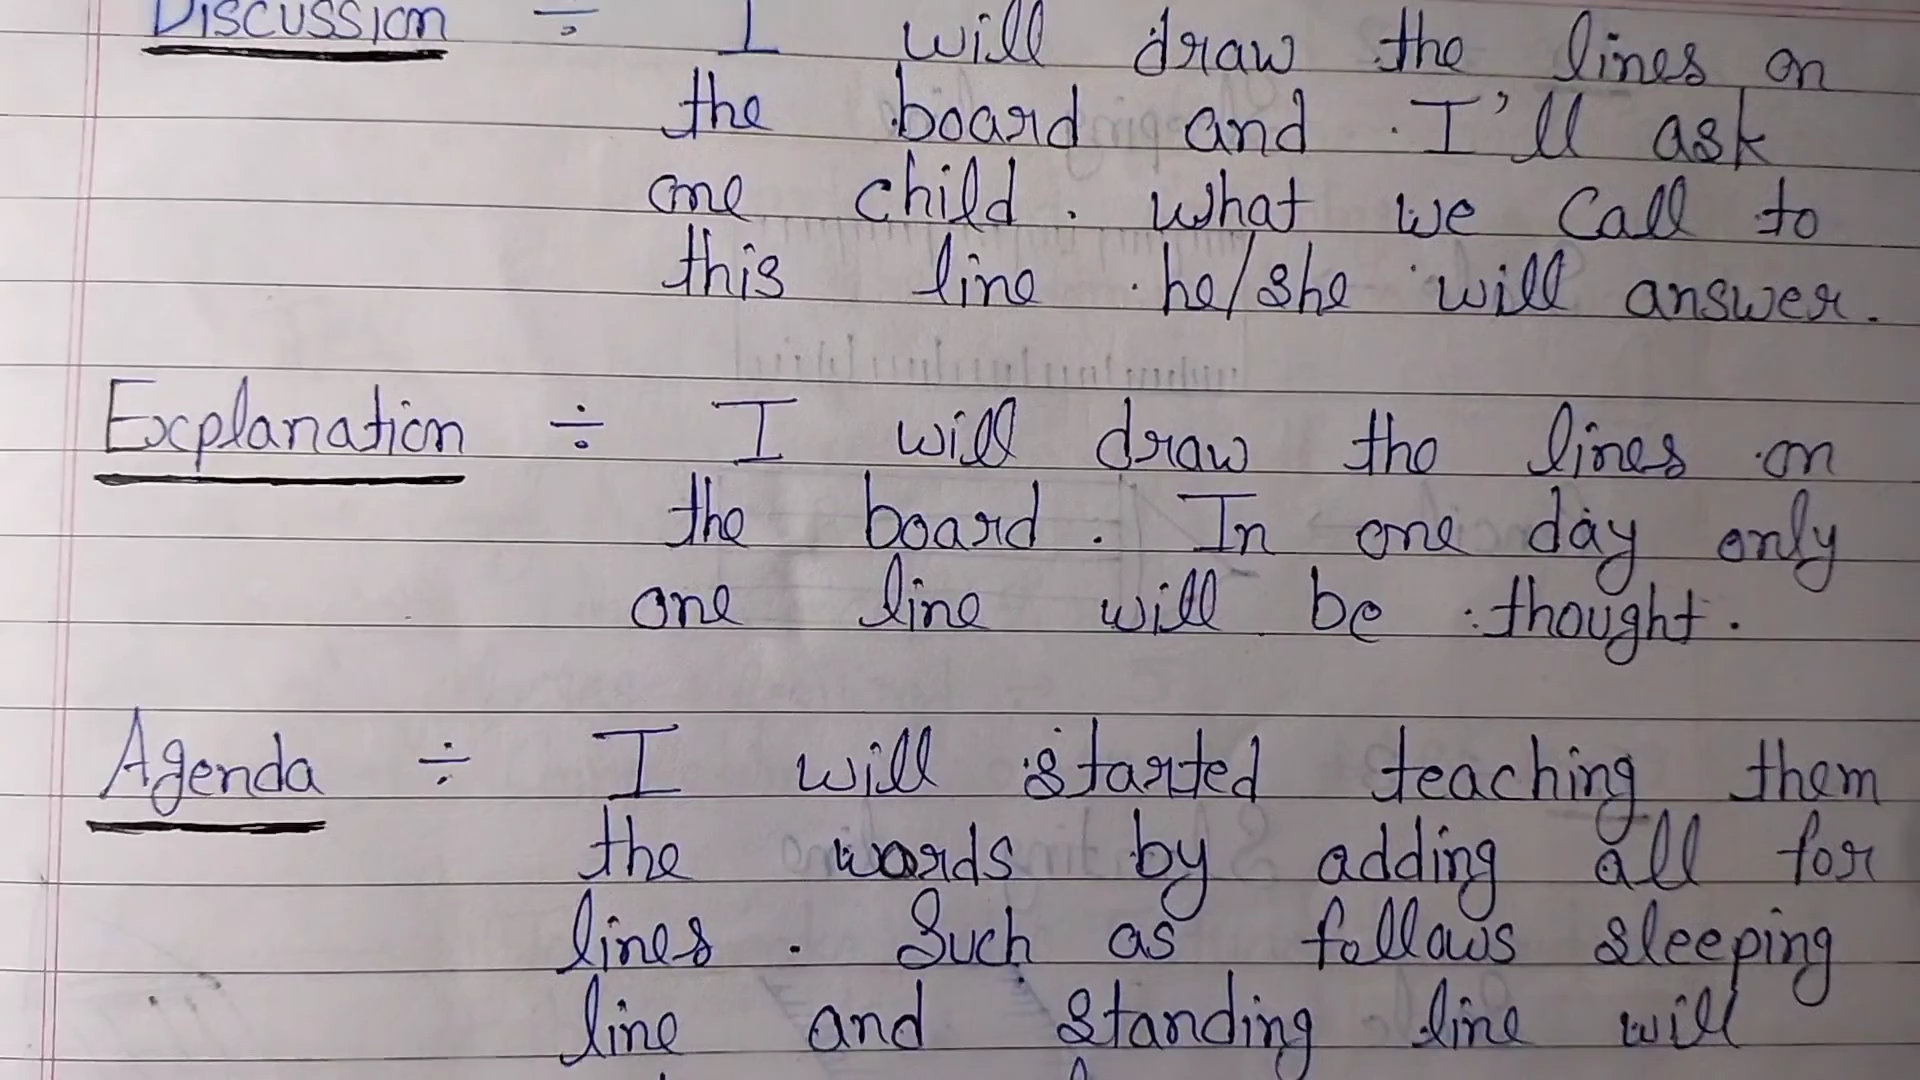 Discussion ÷ I will draw the lines on
the board and I'll ask
one child. What we call to
this line he/she will answer.
Explanation ÷ I will draw the lines on
the board. In one day only
one line will be thought.
Agenda ÷ I will started teaching them
the words by adding all for
lines. Such as follows sleeping
line and standing line will